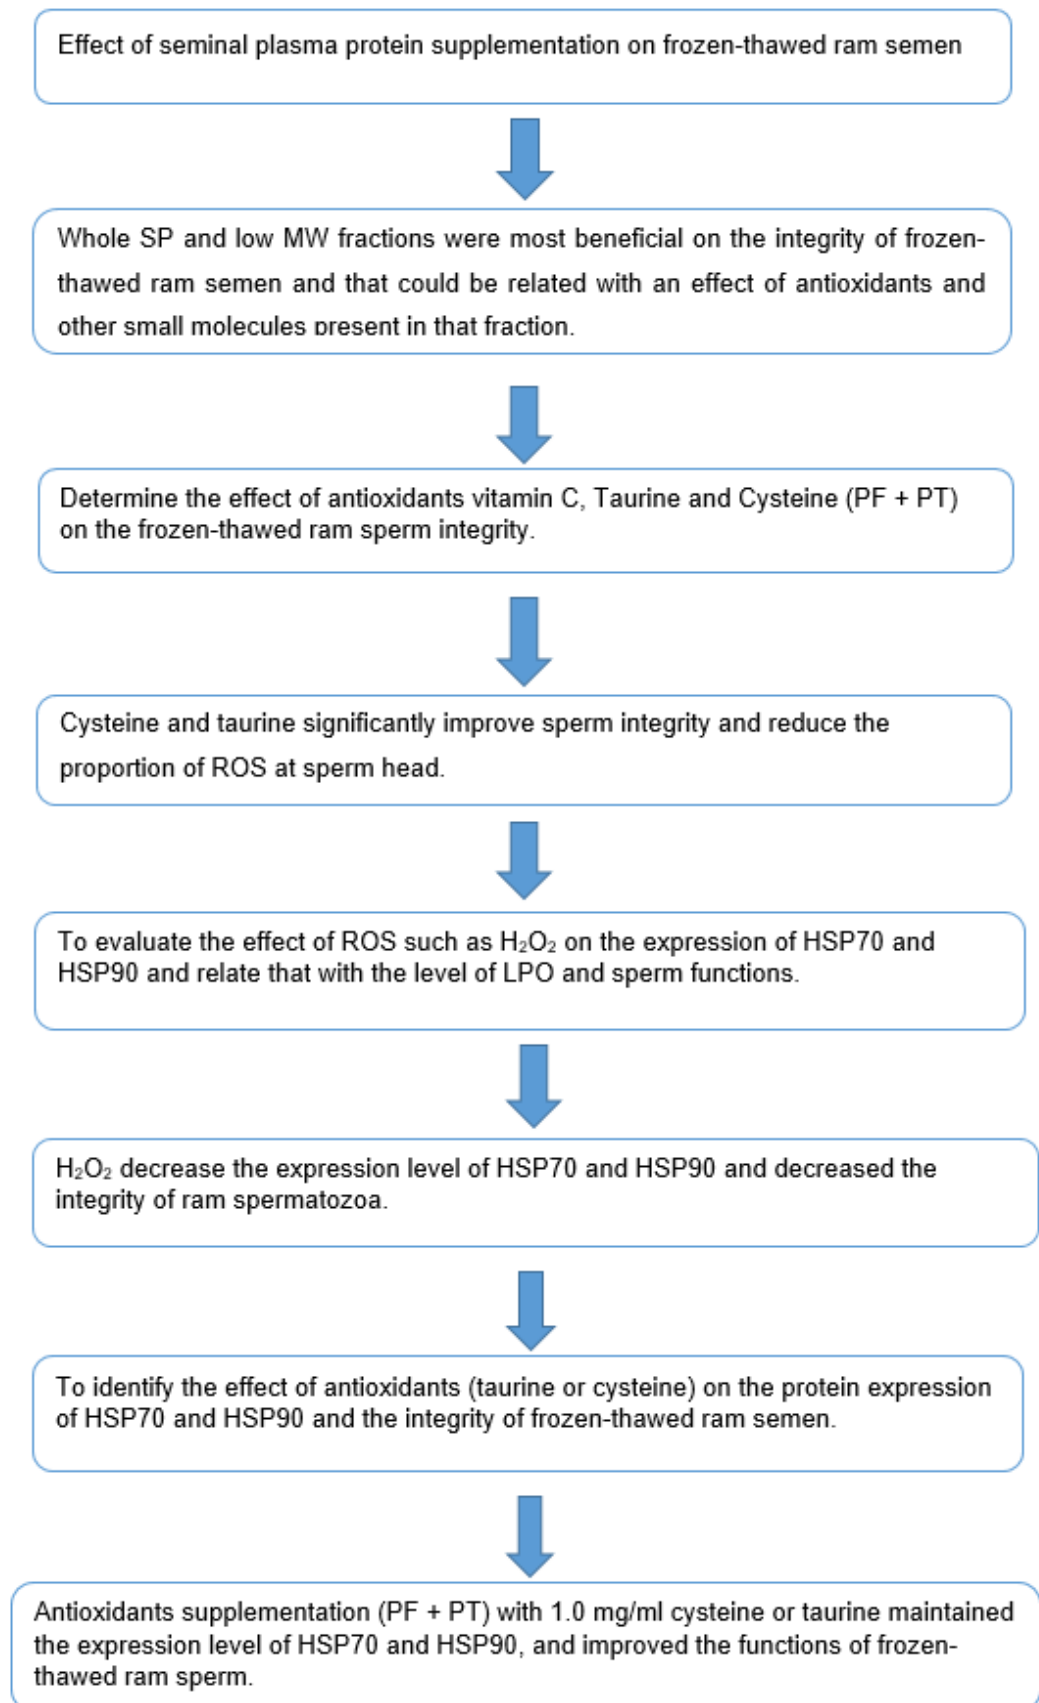 Effect of seminal plasma protein supplementation on frozen-thawed ram semen
Whole SP and low MW fractions were most beneficial on the integrity of frozen-
thawed ram semen and that could be related with an effect of antioxidants and
other small molecules present in that fraction.
Determine the effect of antioxidants vitamin C, Taurine and Cysteine (PF + PT)
on the frozen-thawed ram sperm integrity.
Cysteine and taurine significantly improve sperm integrity and reduce the
proportion of ROS at sperm head.
To evaluate the effect of ROS such as H₂O₂ on the expression of HSP70 and
HSP90 and relate that with the level of LPO and sperm functions.
H₂O₂ decrease the expression level of HSP70 and HSP90 and decreased the
integrity of ram spermatozoa.
To identify the effect of antioxidants (taurine or cysteine) on the protein expression
of HSP70 and HSP90 and the integrity of frozen-thawed ram semen.
Antioxidants supplementation (PF + PT) with 1.0 mg/ml cysteine or taurine maintained
the expression level of HSP70 and HSP90, and improved the functions of frozen-
thawed ram sperm.